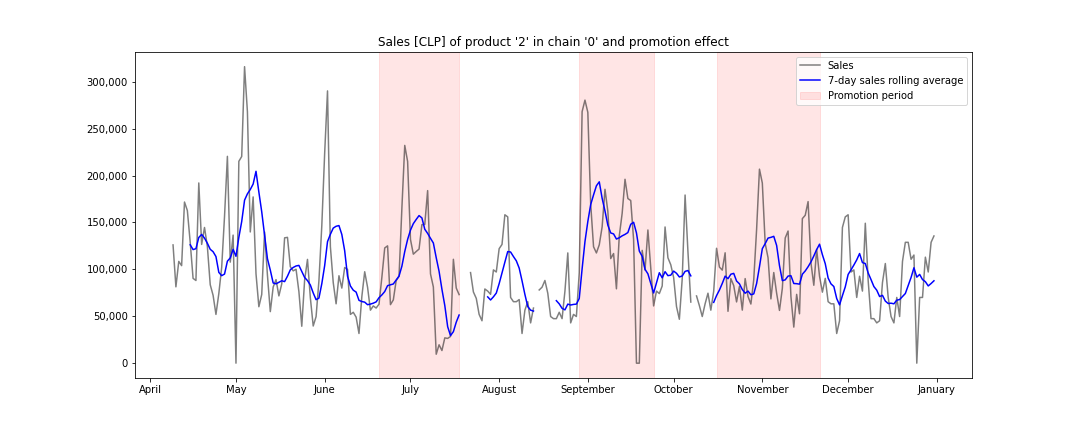 Sales [CLP] of product '2' in chain '0' and promotion effect
Sales
7-day sales rolling average
Promotion period
300,000
250,000
200,000
150,000
100,000
50,000
0
April May June July August September October November December January